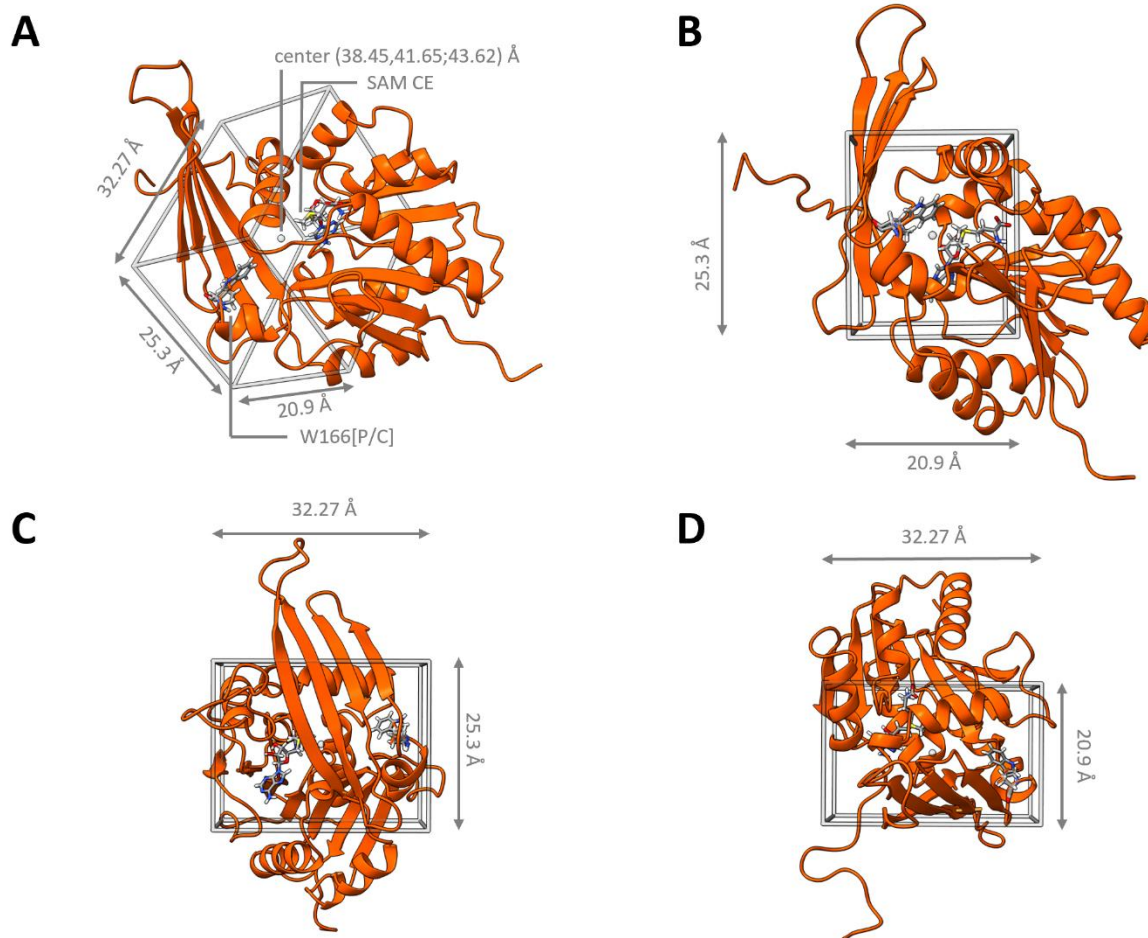 A
center (38.45,41.65;43.62) Å
SAM CE
32.27 Å
25.3 Å
20.9 Å
W166[P/C]
B
25.3 Å
20.9 Å
C
32.27 Å
25.3 Å
D
32.27 Å
20.9 Å